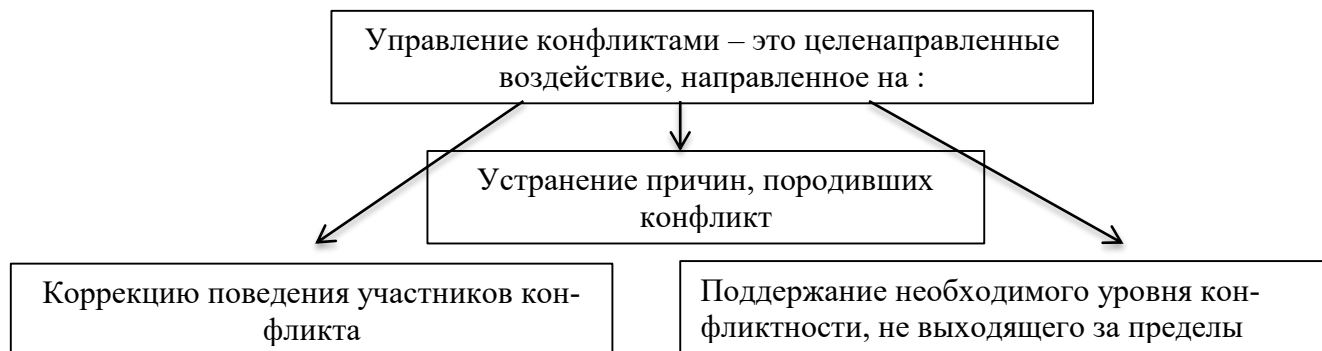 Управление конфликтами – это целенаправленные
воздействие, направленное на :
Устранение причин, породивших
конфликт
Коррекцию поведения участников кон-
фликта
Поддержание необходимого уровня кон-
фликтности, не выходящего за пределы